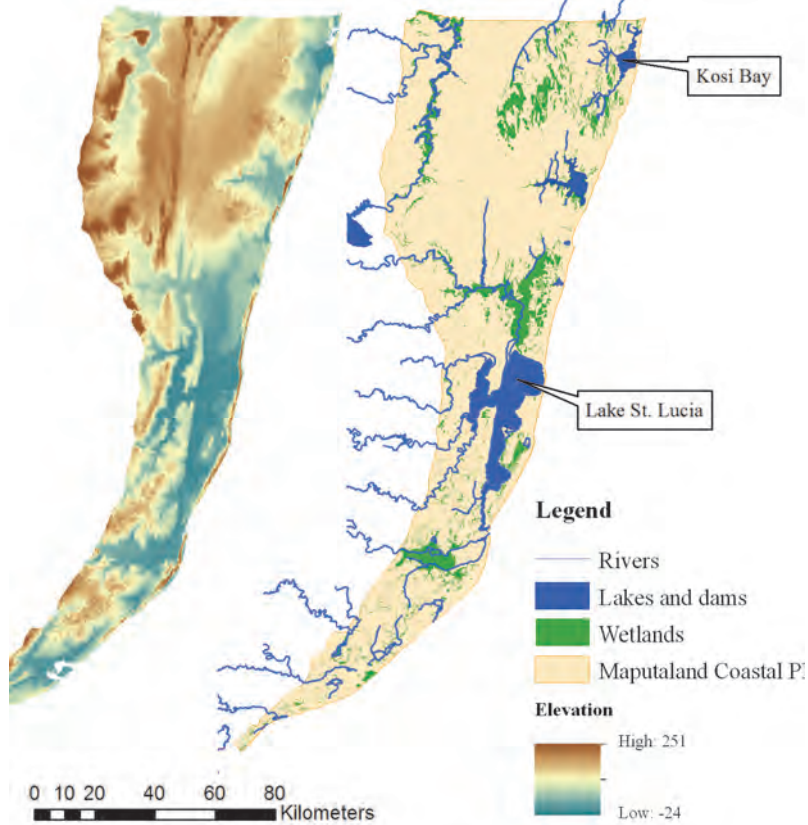 Kosi Bay
Lake St. Lucia
Legend
Rivers
Lakes and dams
Wetlands
Maputaland Coastal Pl
Elevation
High: 251
Low: -24
0 10 20 40 60 80
Kilometers